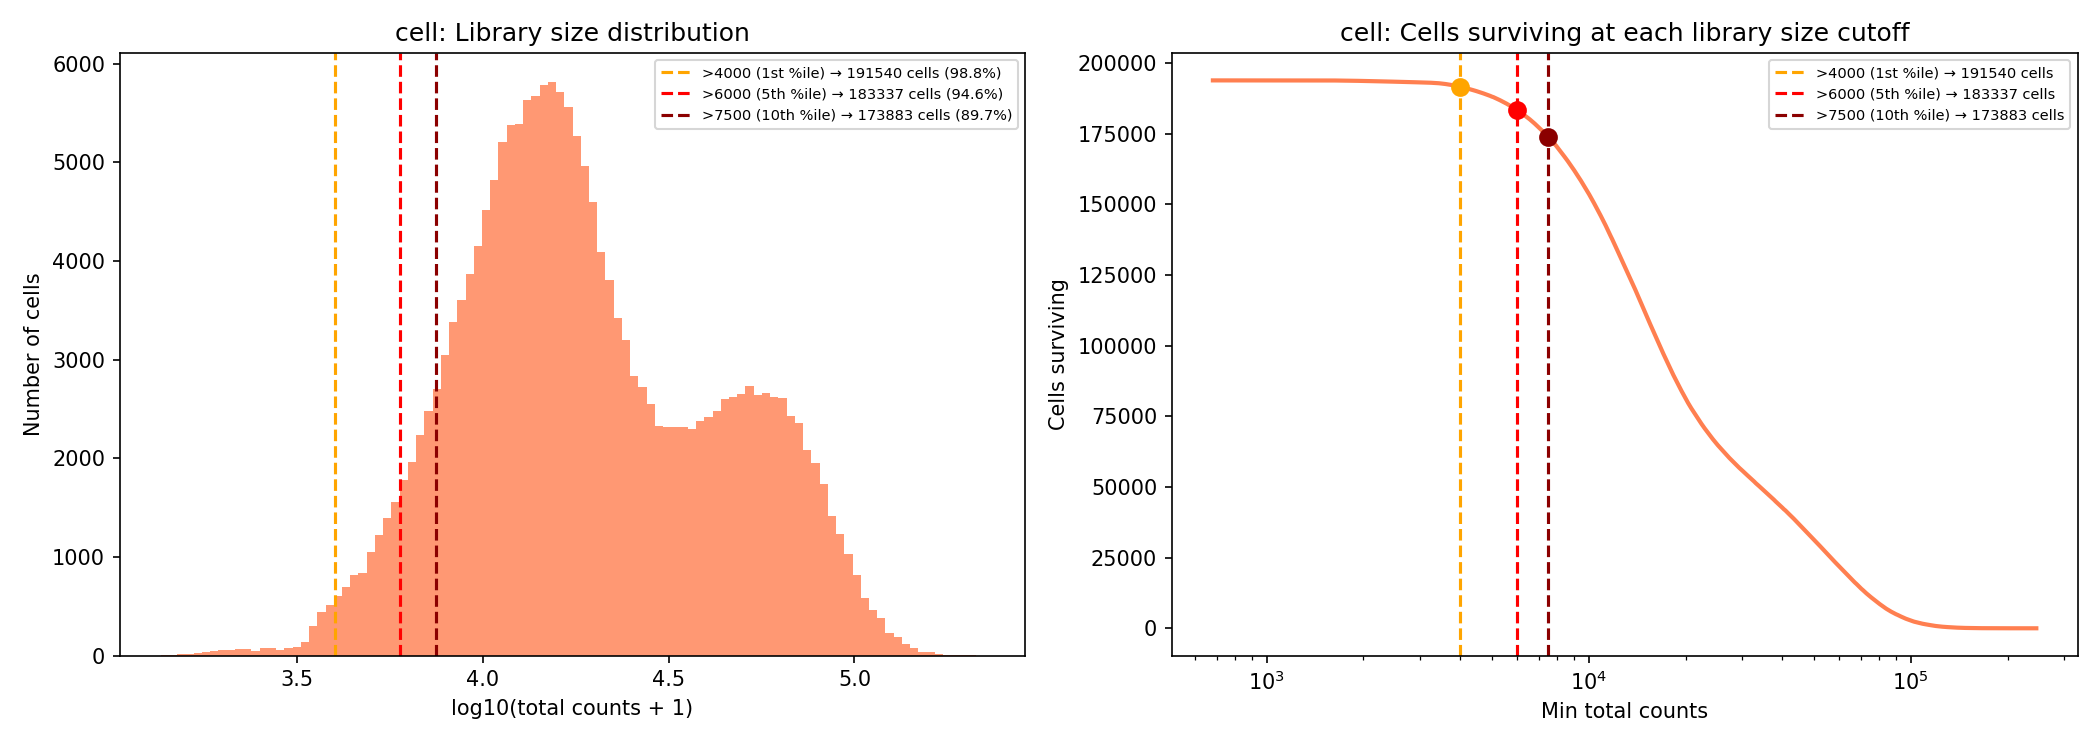 cell: Library size distribution
Number of cells
6000
5000
4000
3000
2000
1000
0
>4000 (1st %ile) → 191540 cells (98.8%)
>6000 (5th %ile) → 183337 cells (94.6%)
>7500 (10th %ile) → 173883 cells (89.7%)
3.5
4.0
4.5
5.0
log10(total counts + 1)
cell: Cells surviving at each library size cutoff
Cells surviving
200000
175000
150000
125000
100000
75000
50000
25000
0
>4000 (1st %ile) → 191540 cells
>6000 (5th %ile) → 183337 cells
>7500 (10th %ile) → 173883 cells
10³
10⁴
10⁵
Min total counts